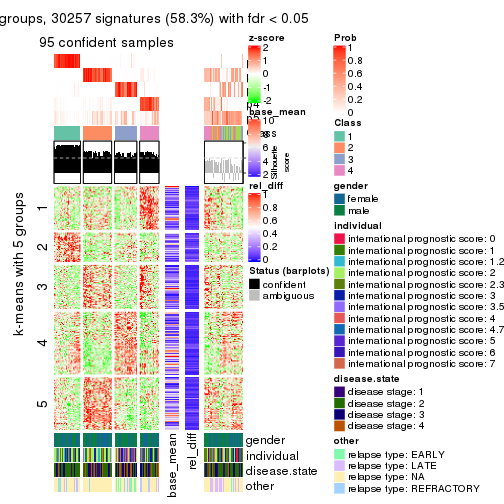 groups, 30257 signatures (58.3%) with fdr < 0.05
95 confident samples
k-means with 5 groups
1
2
3
4
5
base_mean
rel_diff
gender
individual
disease.state
other
z-score
2
1
0
-1
-2
base_mean
10
8
6
4
2
Silhouette
score
rel_diff
1
0.8
0.6
0.4
0.2
0
Status (barplots)
confident
ambiguous
Prob
1
0.8
0.6
0.4
0.2
0
Class
1
2
3
4
gender
female
male
individual
international prognostic score: 0
international prognostic score: 1
international prognostic score: 1.2
international prognostic score: 2
international prognostic score: 2.3
international prognostic score: 3
international prognostic score: 3.5
international prognostic score: 4
international prognostic score: 4.7
international prognostic score: 5
international prognostic score: 6
international prognostic score: 7
disease.state
disease stage: 1
disease stage: 2
disease stage: 3
disease stage: 4
other
relapse type: EARLY
relapse type: LATE
relapse type: NA
relapse type: REFRACTORY